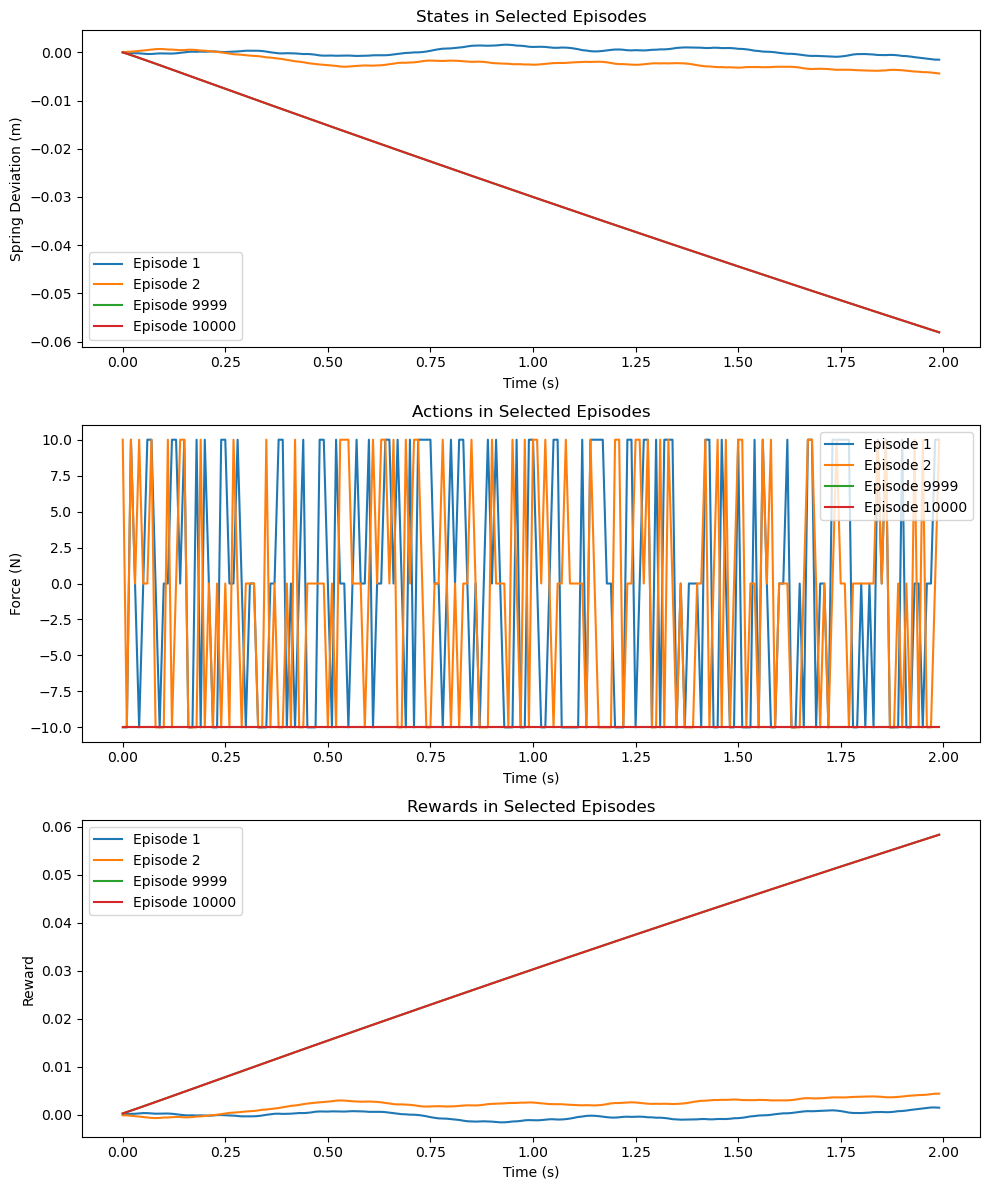 States in Selected Episodes
0.00
−0.01
−0.02
−0.03
−0.04
−0.05
−0.06
Spring Deviation (m)
Episode 1
Episode 2
Episode 9999
Episode 10000
0.00 0.25 0.50 0.75 1.00 1.25 1.50 1.75 2.00
Time (s)
Actions in Selected Episodes
10.0
7.5
5.0
2.5
0.0
−2.5
−5.0
−7.5
−10.0
Force (N)
Episode 1
Episode 2
Episode 9999
Episode 10000
0.00 0.25 0.50 0.75 1.00 1.25 1.50 1.75 2.00
Time (s)
Rewards in Selected Episodes
0.06
0.05
0.04
0.03
0.02
0.01
0.00
Reward
Episode 1
Episode 2
Episode 9999
Episode 10000
0.00 0.25 0.50 0.75 1.00 1.25 1.50 1.75 2.00
Time (s)